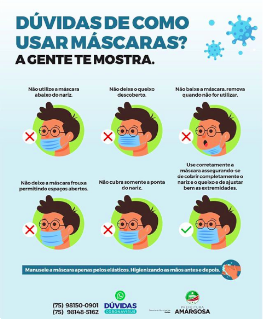 DÚVIDAS DE COMO
USAR MÁSCARAS?
A GENTE TE MOSTRA.
Não utilize a máscara
abaixo do nariz.
Não deixe o queixo
descoberto.
Não baixe a máscara, remova
quando não for utilizar.
Não deixe a máscara frouxa
permitindo espaços abertos.
Não cubra somente a ponta
do nariz.
Use corretamente a
máscara assegurando-se
de cobrir completamente o
nariz e o queixo e de ajustar
bem as extremidades.
Manuseie a máscara apenas pelos elásticos. Higienizando as mãos antes e depois.
(75) 98150-0901
(75) 98148-5162
DÚVIDAS
CORONAVÍRUS
AMARGOSA